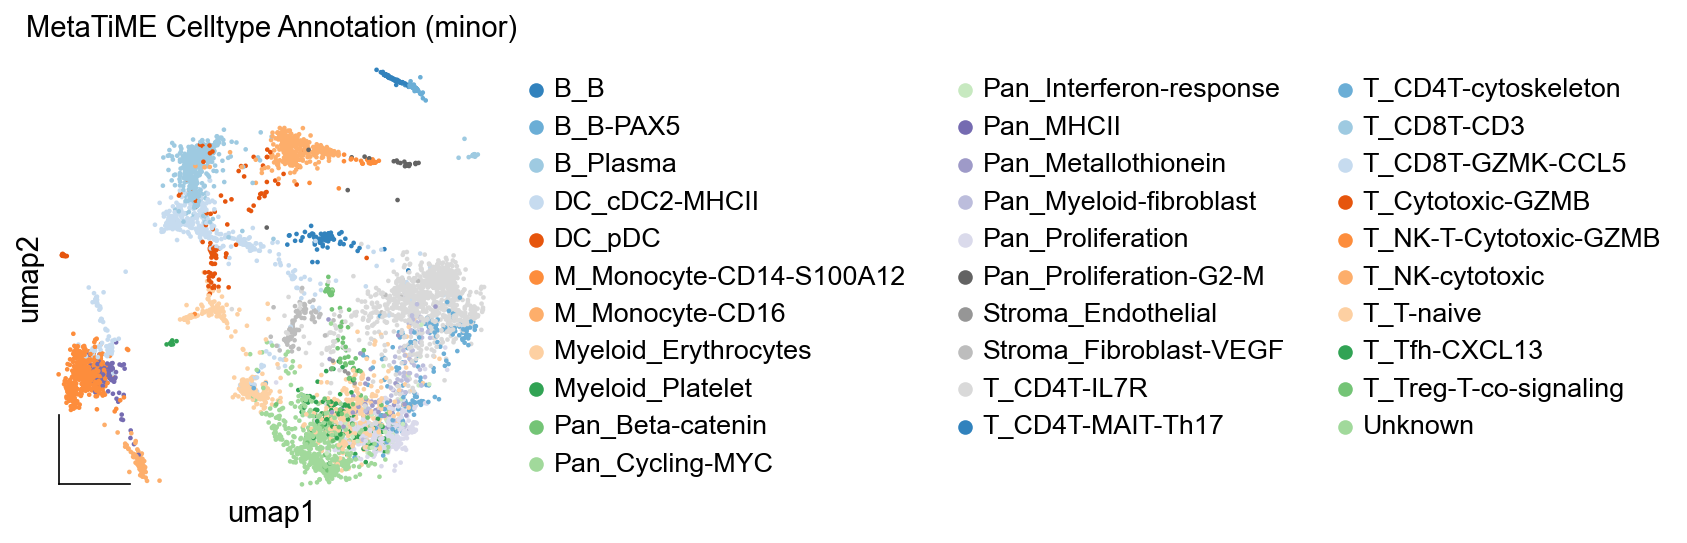 MetaTiME Celltype Annotation (minor)
B_B
B_B-PAX5
B_Plasma
DC_cDC2-MHCII
DC_pDC
M_Monocyte-CD14-S100A12
M_Monocyte-CD16
Myeloid_Erythrocytes
Myeloid_Platelet
Pan_Beta-catenin
Pan_Cycling-MYC
Pan_Interferon-response
Pan_MHCII
Pan_Metallothionein
Pan_Myeloid-fibroblast
Pan_Proliferation
Pan_Proliferation-G2-M
Stroma_Endothelial
Stroma_Fibroblast-VEGF
T_CD4T-IL7R
T_CD4T-MAIT-Th17
T_CD4T-cytoskeleton
T_CD8T-CD3
T_CD8T-GZMK-CCL5
T_Cytotoxic-GZMB
T_NK-T-Cytotoxic-GZMB
T_NK-cytotoxic
T_T-naive
T_Tfh-CXCL13
T_Treg-T-co-signaling
Unknown
umap2
umap1